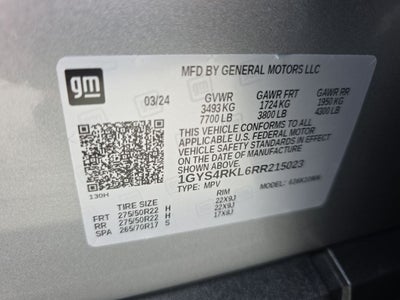 gm
MFD BY GENERAL MOTORS LLC
03/24 GVWR GAWR FRT GAWR RR
3493 KG 1724 KG 1950 KG
7700 LB 3800 LB 4300 LB
THIS VEHICLE CONFORMS TO ALL
APPLICABLE U.S. FEDERAL MOTOR
VEHICLE SAFETY STANDARDS IN EFFECT
ON THE DATE OF MANUFACTURE
SHOWN ABOVE.
1GYS4RKL6RR215023
130H TYPE: MPV MODEL:
TIRE SIZE RIM
FRT 275/50R22 H 22X9J
RR 275/50R22 H 22X9J
SPA 265/70R17 S 17X8J